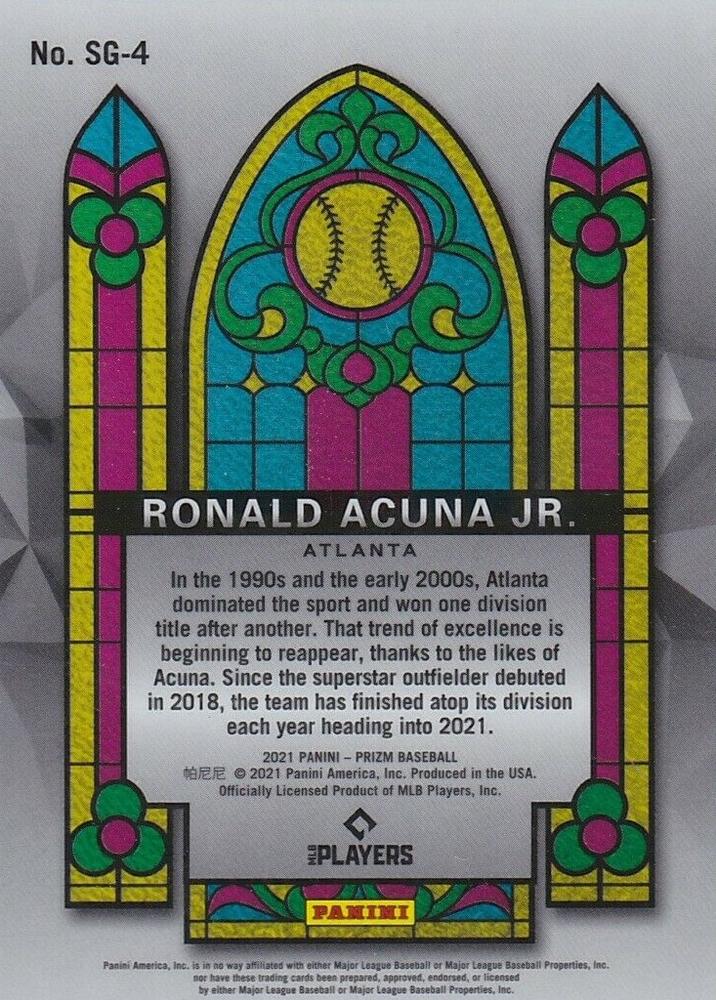 No. SG-4
RONALD ACUNA JR.
ATLANTA
In the 1990s and the early 2000s, Atlanta
dominated the sport and won one division
title after another. That trend of excellence is
beginning to reappear, thanks to the likes of
Acuna. Since the superstar outfielder debuted
in 2018, the team has finished atop its division
each year heading into 2021.
2021 PANINI – PRIZM BASEBALL
帕尼尼 © 2021 Panini America, Inc. Produced in the USA.
Officially Licensed Product of MLB Players, Inc.
MLB PLAYERS
PANINI
Panini America, Inc. is in no way affiliated with either Major League Baseball or Major League Baseball Properties, Inc.
nor have these trading cards been prepared, approved, endorsed, or licensed
by either Major League Baseball or Major League Baseball Properties, Inc.